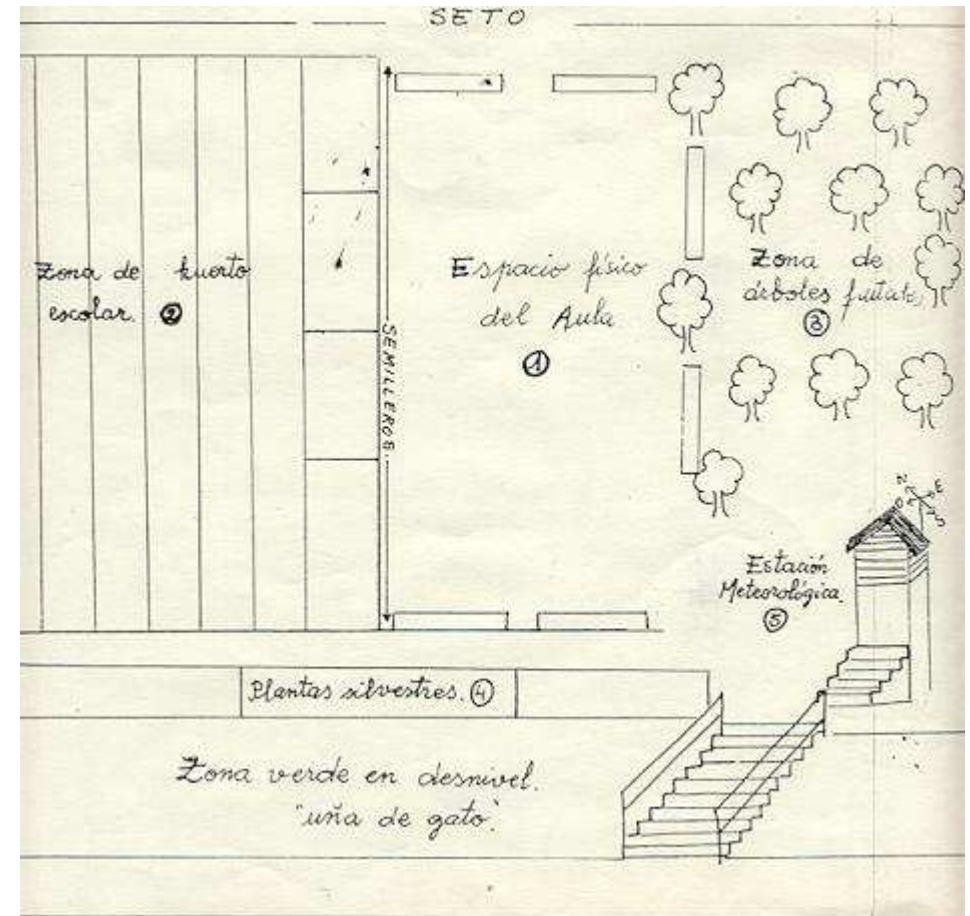 SETO
Zona de huerto
escolar. 2
SEMILLEROS
Espacio físico
del Aula
1
Zona de
árboles frutales
3
N
E
O
S
Estación
Meteorológica.
5
Plantas silvestres. 4
Zona verde en desnivel.
"uña de gato".